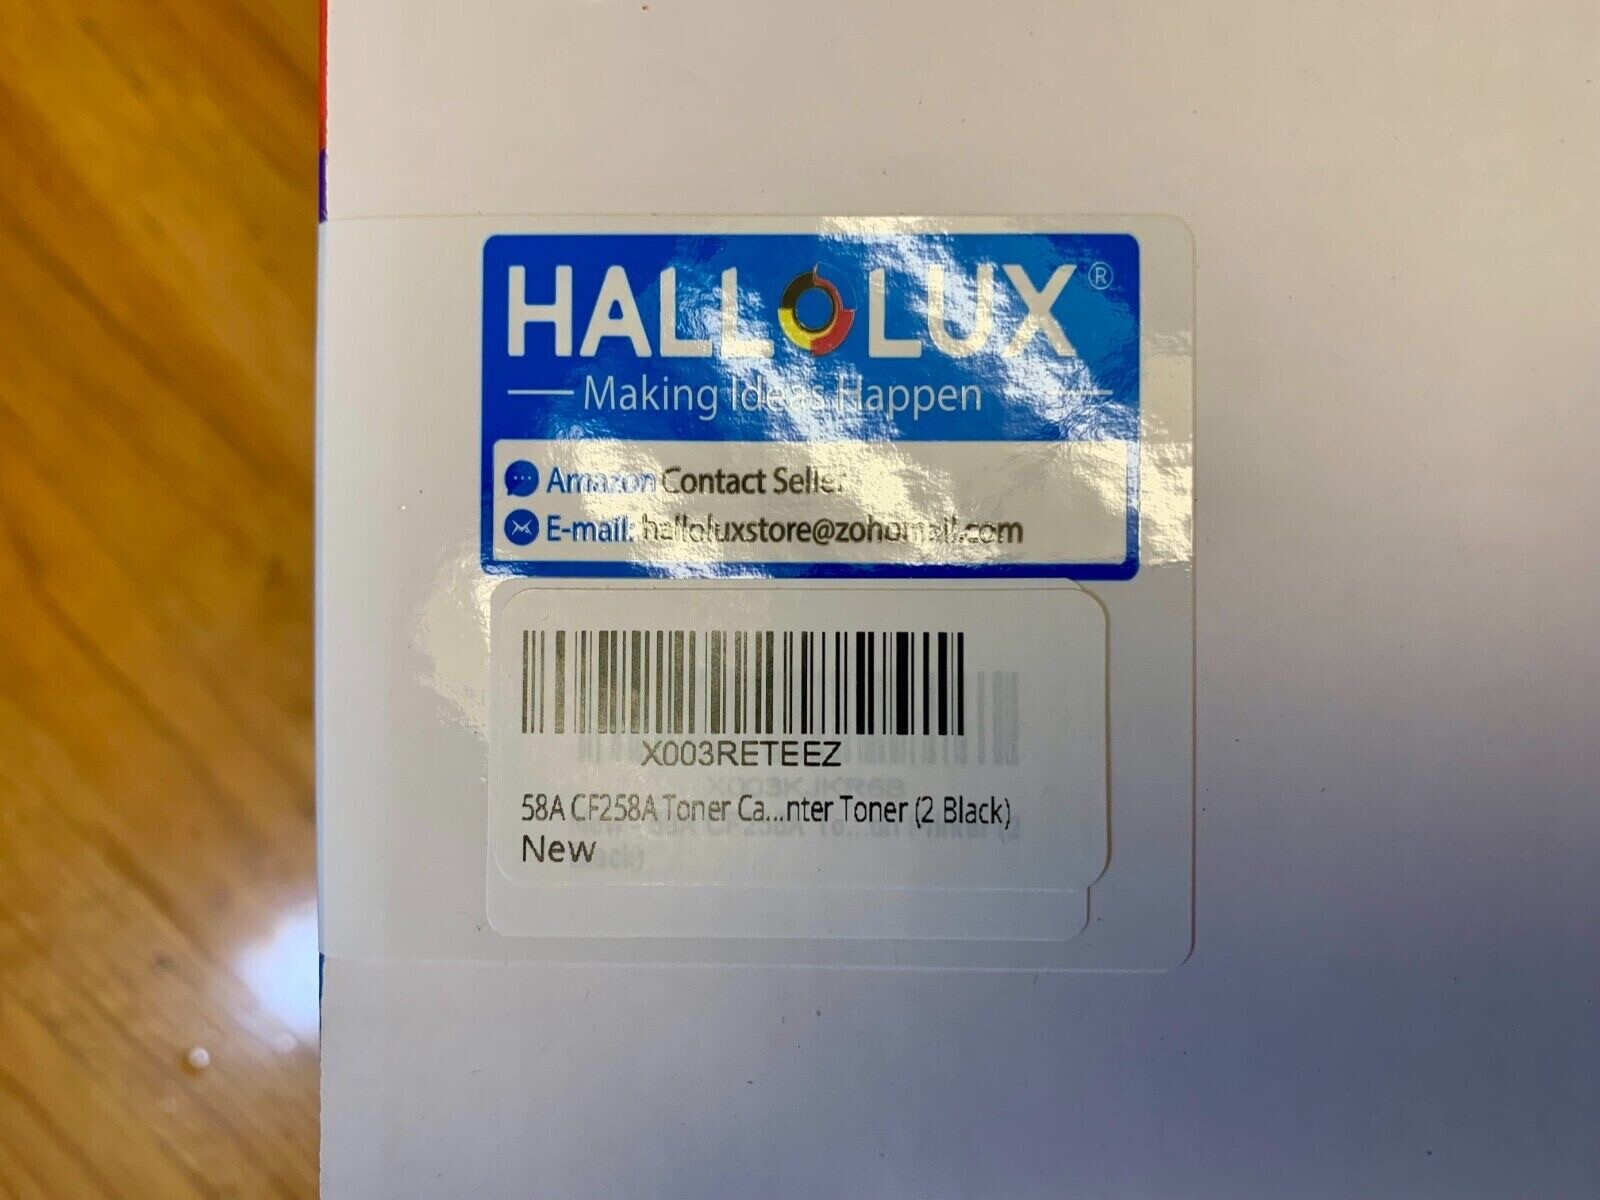 HALLOLUX®
Making Ideas Happen
Amazon Contact Seller
E-mail: halloluxstore@zohomail.com
X003RETEEZ
58A CF258A Toner Ca...nter Toner (2 Black)
New